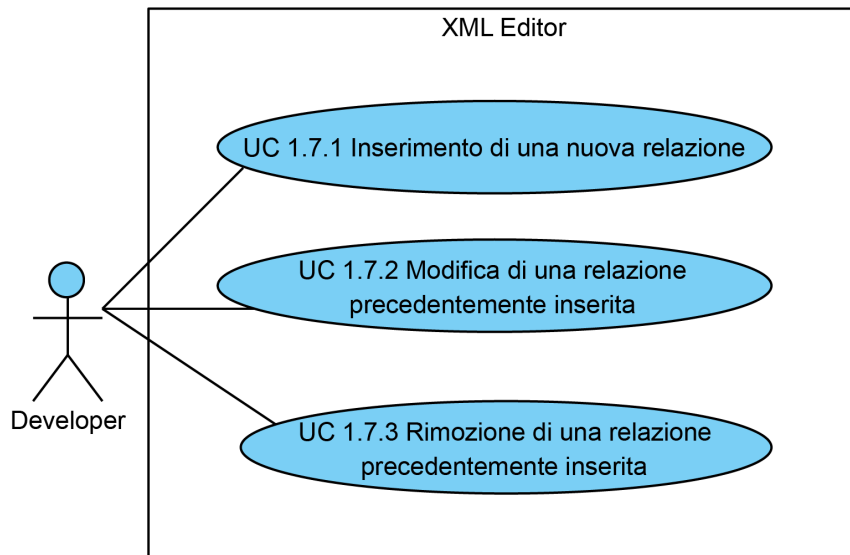 XML Editor
UC 1.7.1 Inserimento di una nuova relazione
UC 1.7.2 Modifica di una relazione
precedentemente inserita
Developer
UC 1.7.3 Rimozione di una relazione
precedentemente inserita